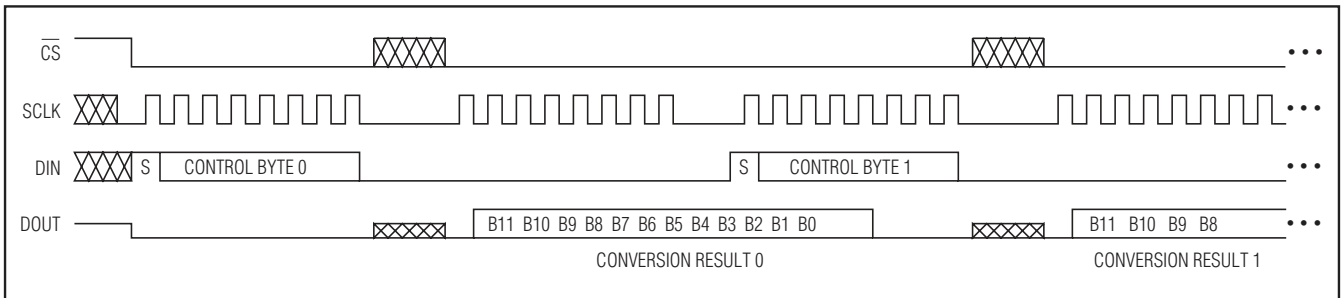 CS
• • •
SCLK
• • •
DIN S CONTROL BYTE 0 S CONTROL BYTE 1
• • •
DOUT B11 B10 B9 B8 B7 B6 B5 B4 B3 B2 B1 B0 B11 B10 B9 B8
• • •
CONVERSION RESULT 0 CONVERSION RESULT 1